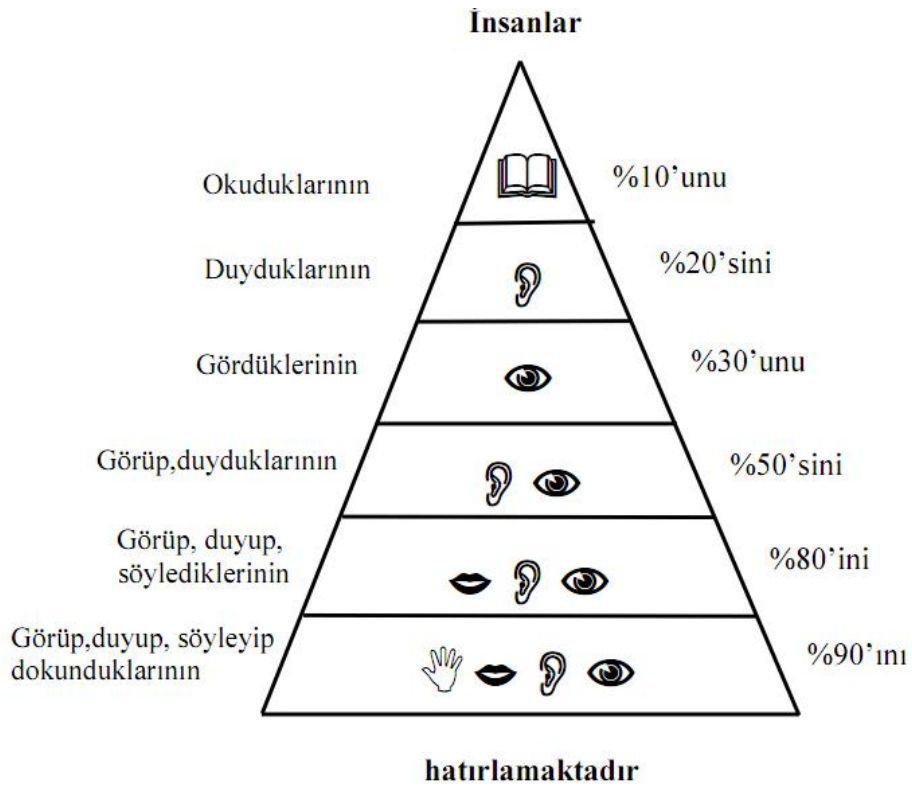 İnsanlar
Okuduklarının %10’unu
Duyduklarının %20’sini
Gördüklerinin %30’unu
Görüp,duyduklarının %50’sini
Görüp, duyup,
söylediklerinin %80’ini
Görüp,duyup, söyleyip
dokunduklarının %90’ını
hatırlamaktadır